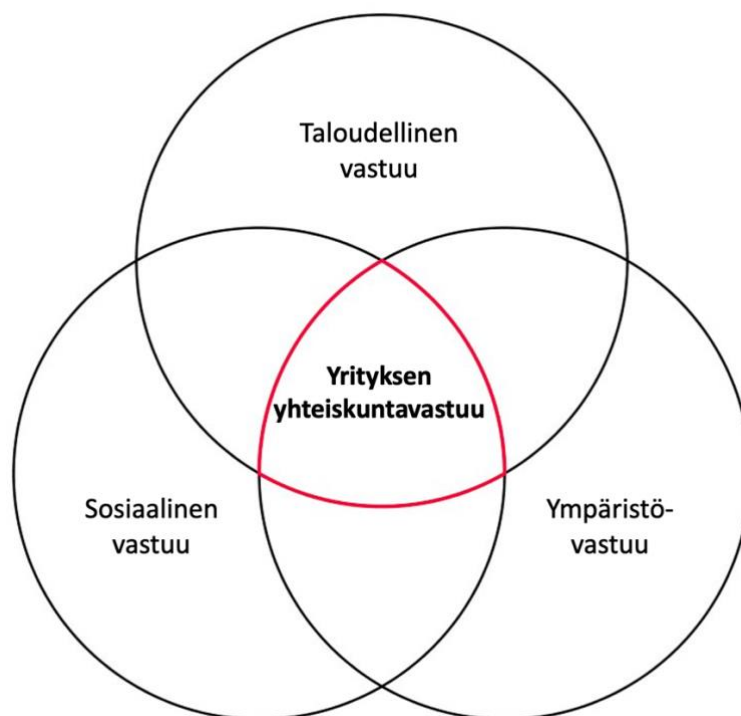 Taloudellinen
vastuu
Yrityksen
yhteiskuntavastuu
Sosiaalinen
vastuu
Ympäristö-
vastuu